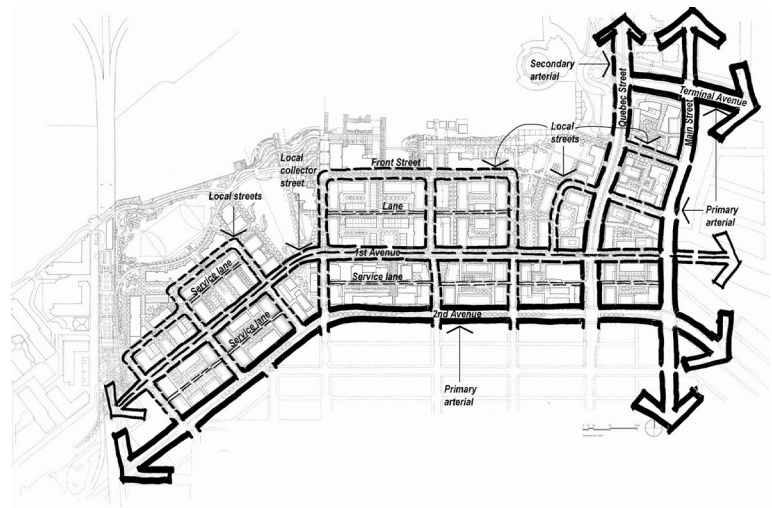 Secondary
arterial
Quebec Street
Terminal Avenue
Main Street
Local
streets
Local
collector
street
Front Street
Local streets
Lane
Primary
arterial
1st Avenue
Service lane
Service lane
Service lane
2nd Avenue
Primary
arterial